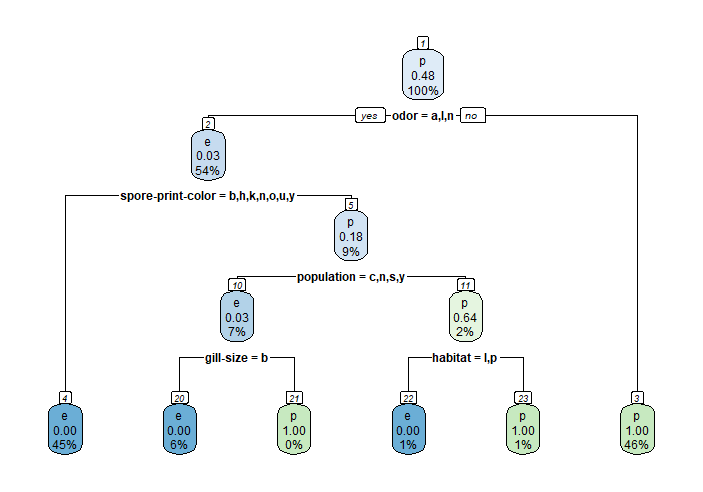 1
p
0.48
100%
yes odor = a,l,n no
2
e
0.03
54%
spore-print-color = b,h,k,n,o,u,y
5
p
0.18
9%
population = c,n,s,y
10
e
0.03
7%
11
p
0.64
2%
gill-size = b
habitat = l,p
4
e
0.00
45%
20
e
0.00
6%
21
p
1.00
0%
22
e
0.00
1%
23
p
1.00
1%
3
p
1.00
46%